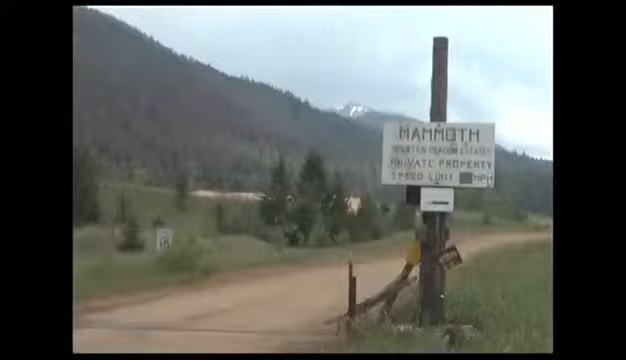 MAMMOTH
MOUNTAIN MEADOW ESTATES
PRIVATE PROPERTY
SPEED LIMIT MPH